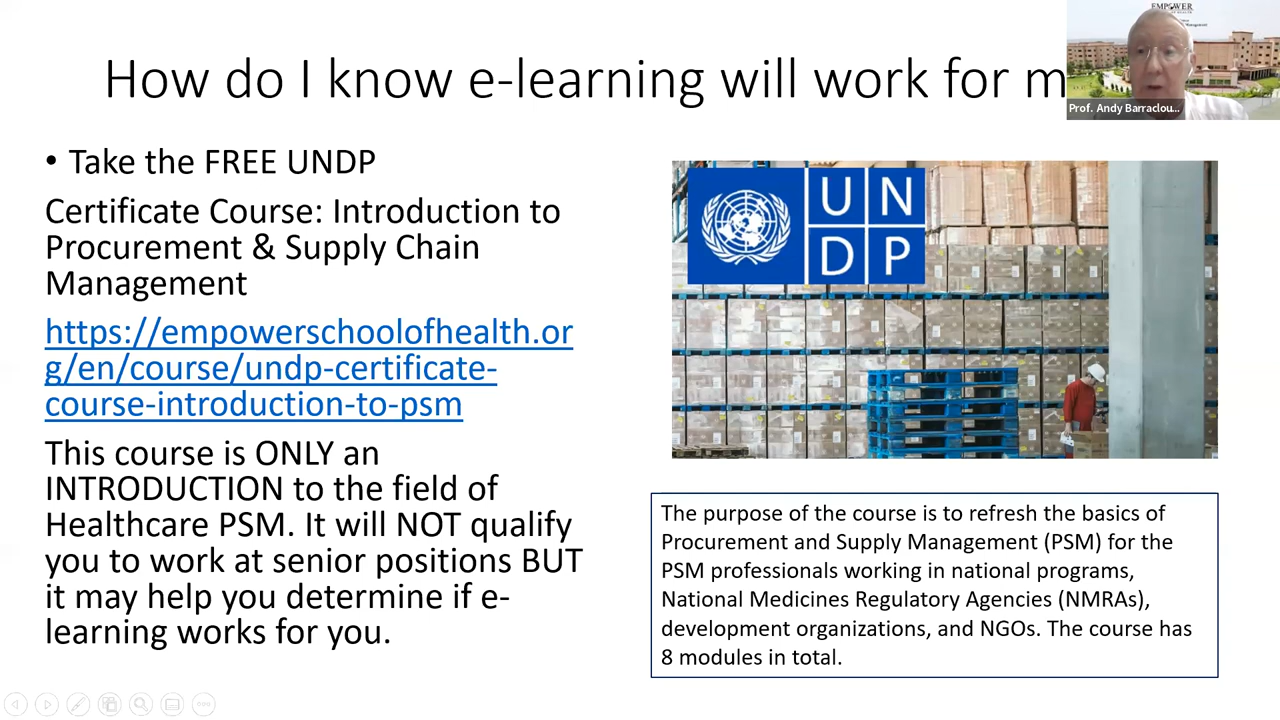 How do I know e-learning will work for m
EMPOWER
Prof. Andy Barraclou...
• Take the FREE UNDP
Certificate Course: Introduction to
Procurement & Supply Chain
Management
https://empowerschoolofhealth.or
g/en/course/undp-certificate-
course-introduction-to-psm
This course is ONLY an
INTRODUCTION to the field of
Healthcare PSM. It will NOT qualify
you to work at senior positions BUT
it may help you determine if e-
learning works for you.
U N
D P
The purpose of the course is to refresh the basics of
Procurement and Supply Management (PSM) for the
PSM professionals working in national programs,
National Medicines Regulatory Agencies (NMRAs),
development organizations, and NGOs. The course has
8 modules in total.